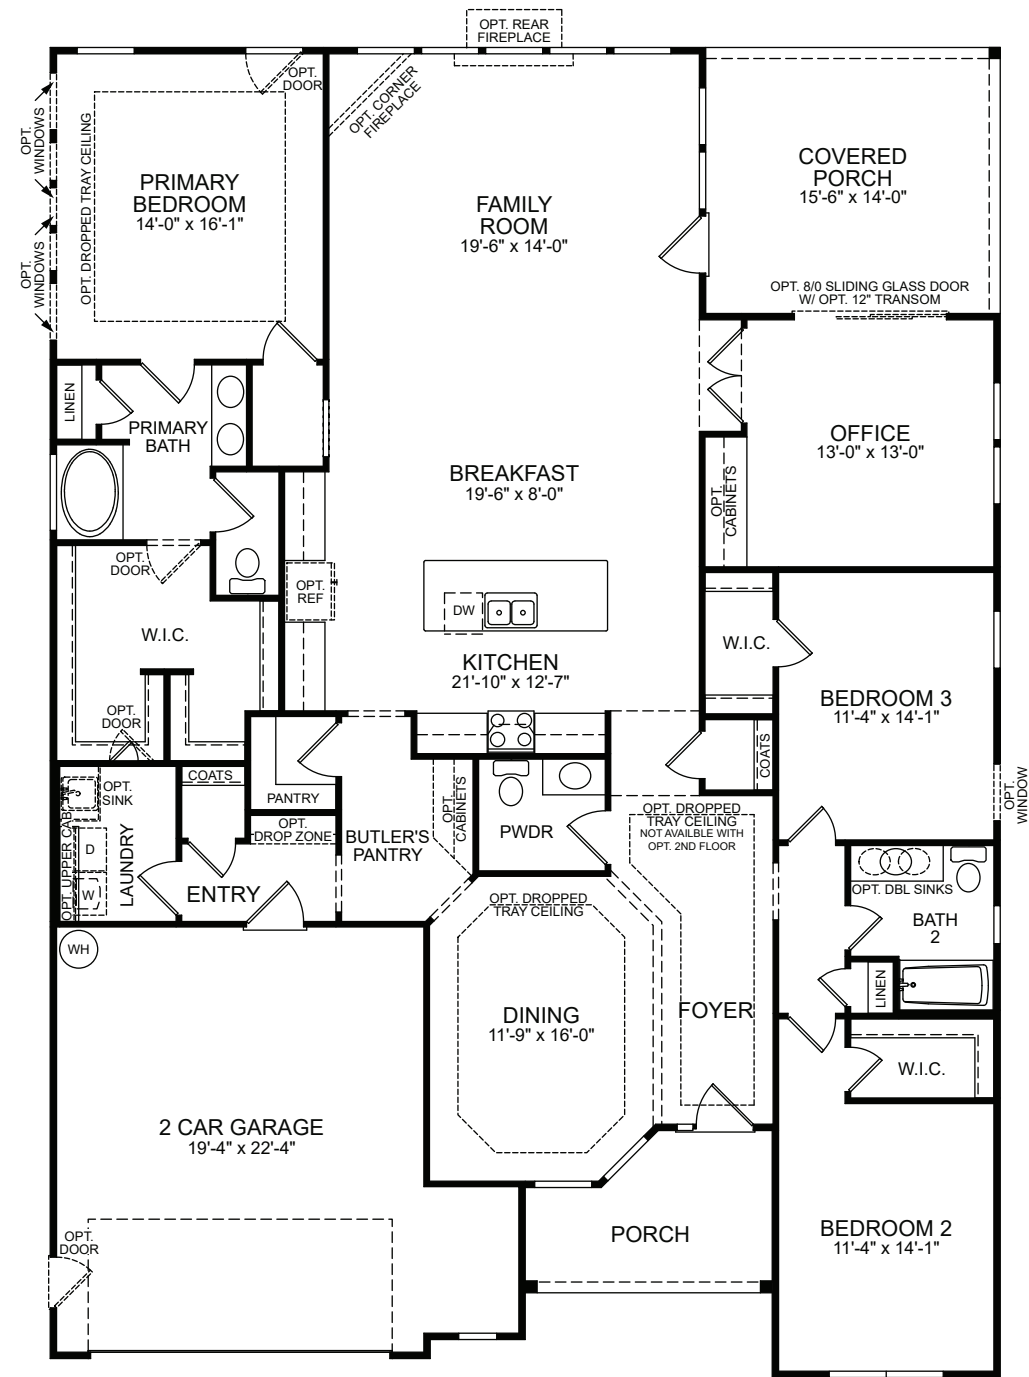 OPT. REAR
FIREPLACE
OPT.
DOOR
OPT. CORNER
FIREPLACE
OPT.
WINDOWS
OPT.
WINDOWS
OPT. DROPPED TRAY CEILING
PRIMARY
BEDROOM
14'-0" x 16'-1"
FAMILY
ROOM
19'-6" x 14'-0"
COVERED
PORCH
15'-6" x 14'-0"
OPT. 8/0 SLIDING GLASS DOOR
W/ OPT. 12" TRANSOM
LINEN
PRIMARY
BATH
OFFICE
13'-0" x 13'-0"
OPT.
CABINETS
BREAKFAST
19'-6" x 8'-0"
OPT.
DOOR
OPT.
REF
DW
W.I.C.
KITCHEN
21'-10" x 12'-7"
W.I.C.
BEDROOM 3
11'-4" x 14'-1"
OPT.
DOOR
COATS
COATS
OPT.
SINK
PANTRY
OPT.
CABINETS
OPT.
WINDOW
OPT. UPPER CAB
D
W
LAUNDRY
OPT.
DROP ZONE
BUTLER'S
PANTRY
PWDR
OPT. DROPPED
TRAY CEILING
NOT AVAILBLE WITH
OPT. 2ND FLOOR
ENTRY
OPT. DBL SINKS
BATH
2
OPT. DROPPED
TRAY CEILING
WH
LINEN
DINING
11'-9" x 16'-0"
FOYER
W.I.C.
2 CAR GARAGE
19'-4" x 22'-4"
OPT.
DOOR
PORCH
BEDROOM 2
11'-4" x 14'-1"